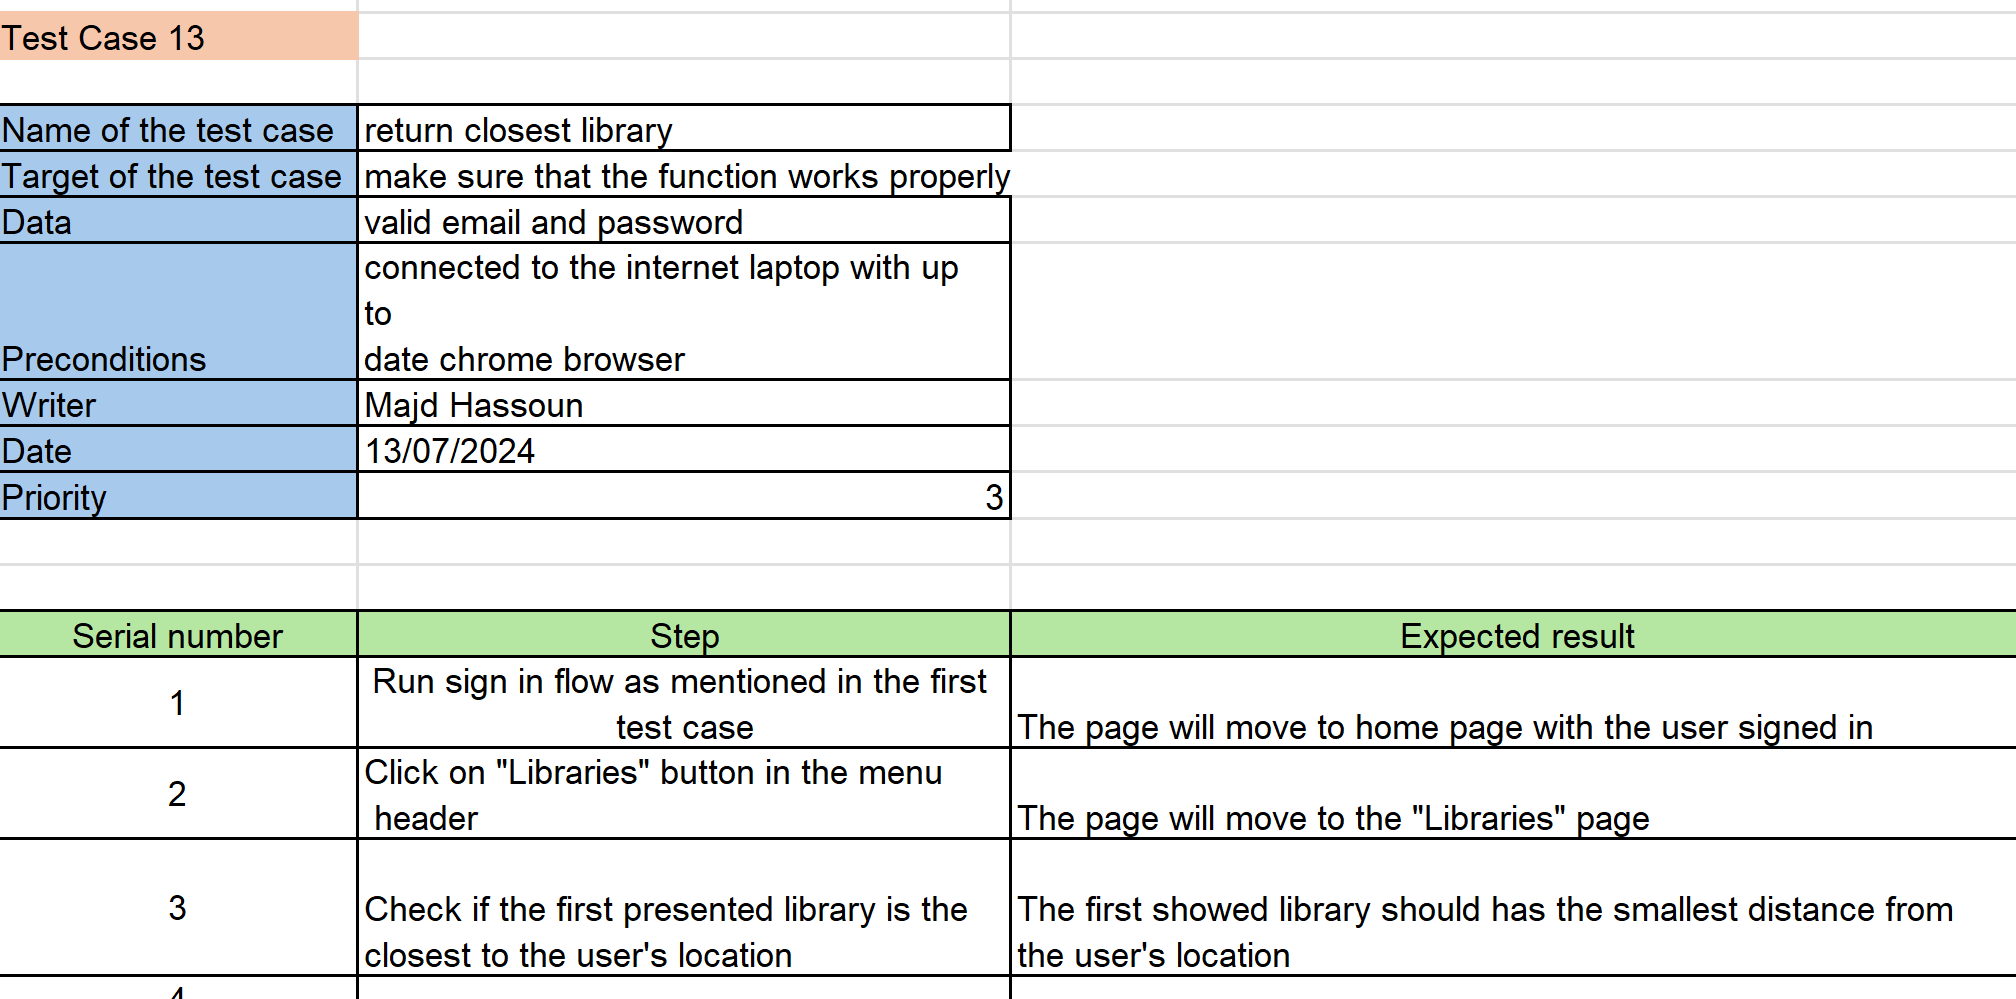 Test Case 13
Name of the test case return closest library
Target of the test case make sure that the function works properly
Data valid email and password
connected to the internet laptop with up
to
Preconditions date chrome browser
Writer Majd Hassoun
Date 13/07/2024
Priority 3
Serial number Step Expected result
1 Run sign in flow as mentioned in the first
test case The page will move to home page with the user signed in
2 Click on "Libraries" button in the menu
header The page will move to the "Libraries" page
3 Check if the first presented library is the
closest to the user's location The first showed library should has the smallest distance from
the user's location
4